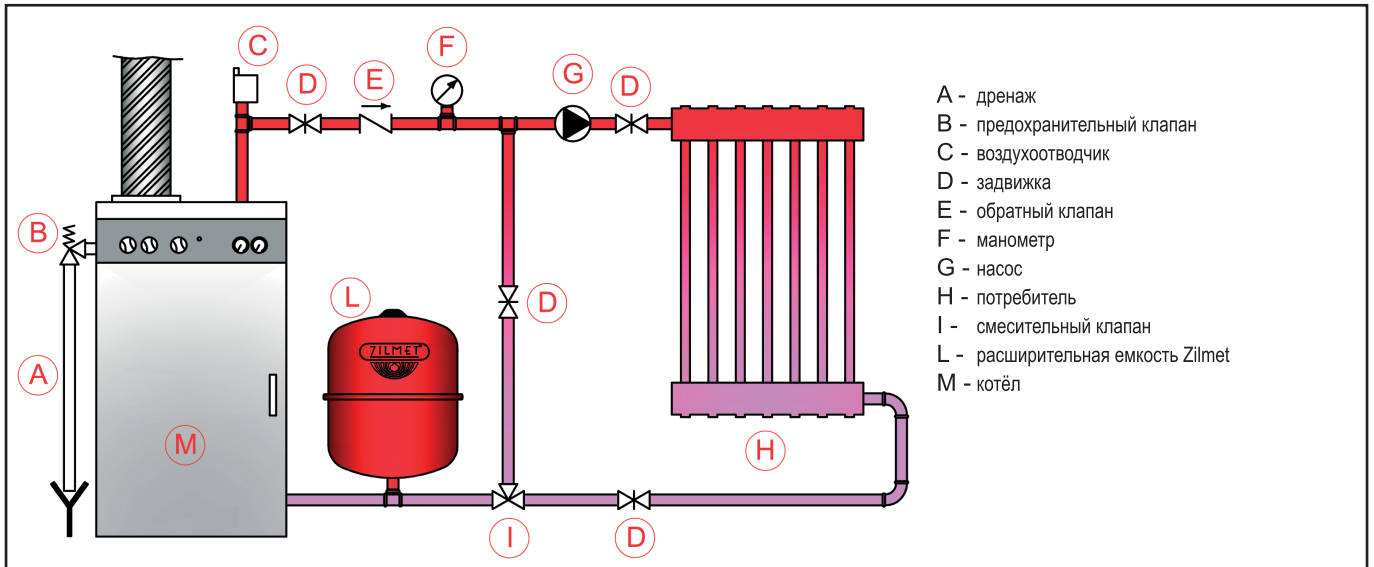 C
D
E
F
G
D
B
A
M
L
ZILMET
D
I
D
H
A - дренаж
B - предохранительный клапан
C - воздухоотводчик
D - задвижка
E - обратный клапан
F - манометр
G - насос
H - потребитель
I - смесительный клапан
L - расширительная емкость Zilmet
M - котёл